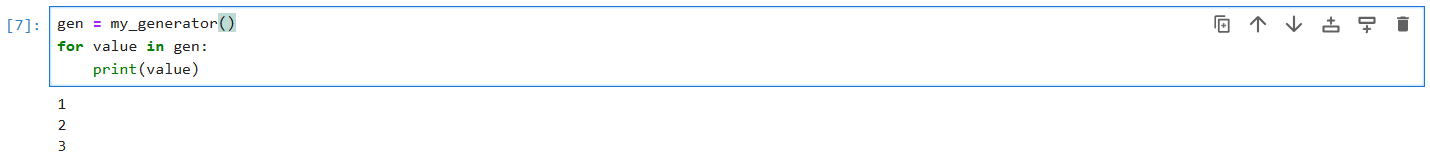 [7]: gen = my_generator()
for value in gen:
    print(value)
1
2
3